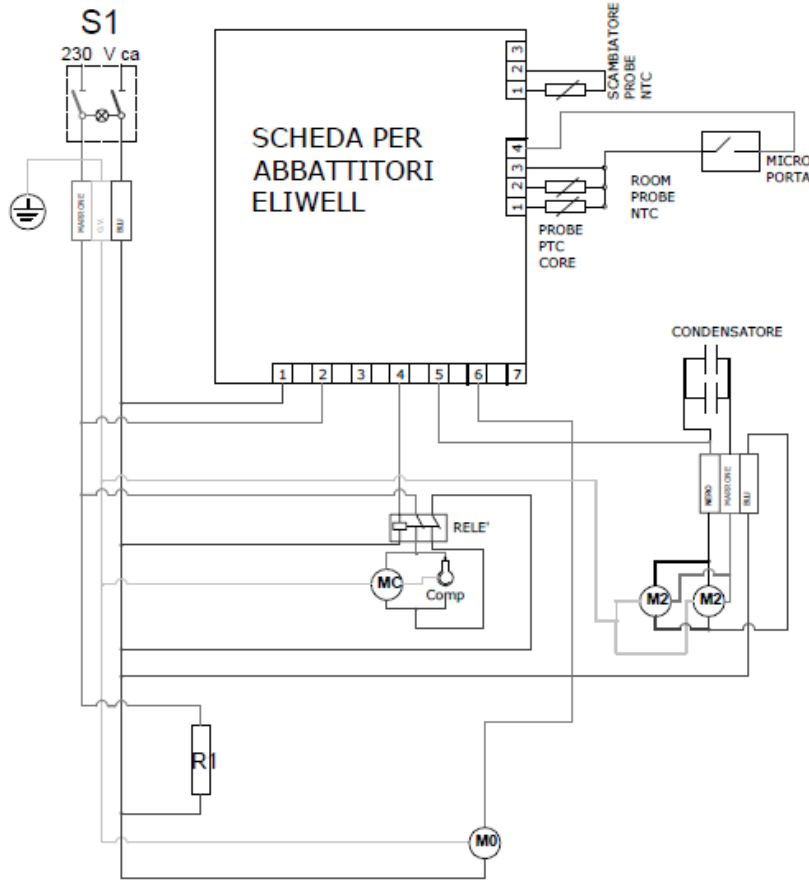 S1
230 V ca
SCHEDA PER
ABBATTITORI
ELIWELL
3
2
1
SCAMBIATORE
PROBE
NTC
4
3
2
1
MICRO
PORTA
ROOM
PROBE
NTC
PROBE
PTC
CORE
MARRONE
G.V.
BLU
1 2 3 4 5 6 7
CONDENSATORE
NERO
MARRONE
BLU
RELE'
MC
Comp
M2
M2
R1
M0